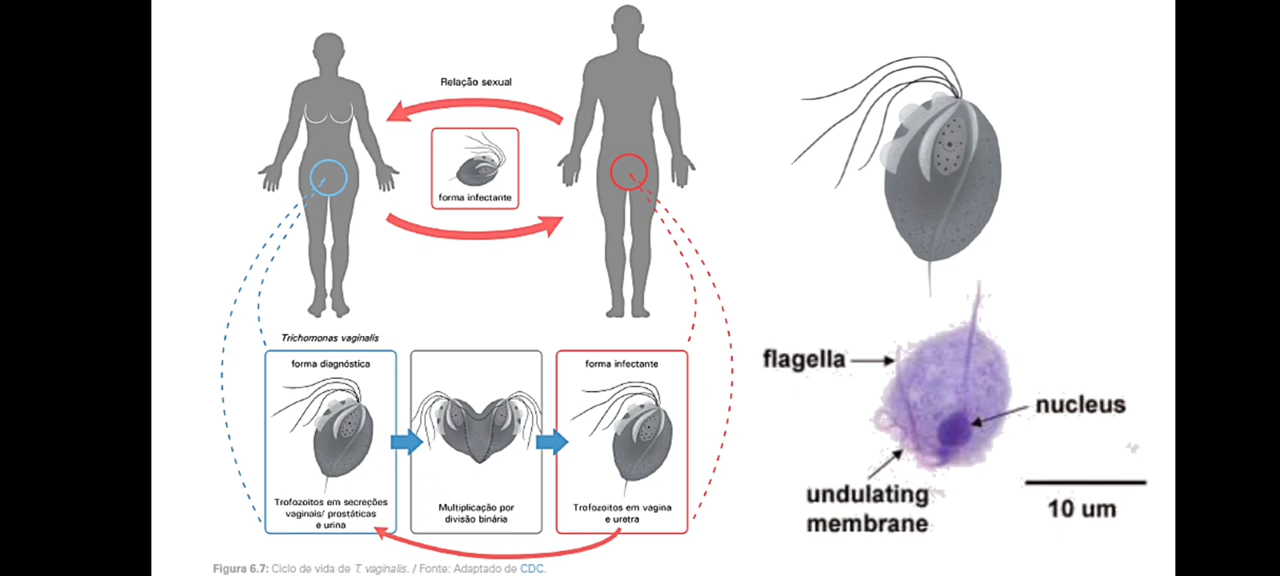 Relação sexual
forma infectante
Trichomonas vaginalis
forma diagnóstica
Trofozoitos em secreções
vaginais/ prostáticas
e urina
Multiplicação por
divisão binária
forma infectante
Trofozoitos em vagina
e uretra
Figura 6.7: Ciclo de vida de T. vaginalis. / Fonte: Adaptado de CDC.
flagella
nucleus
undulating
membrane
10 um